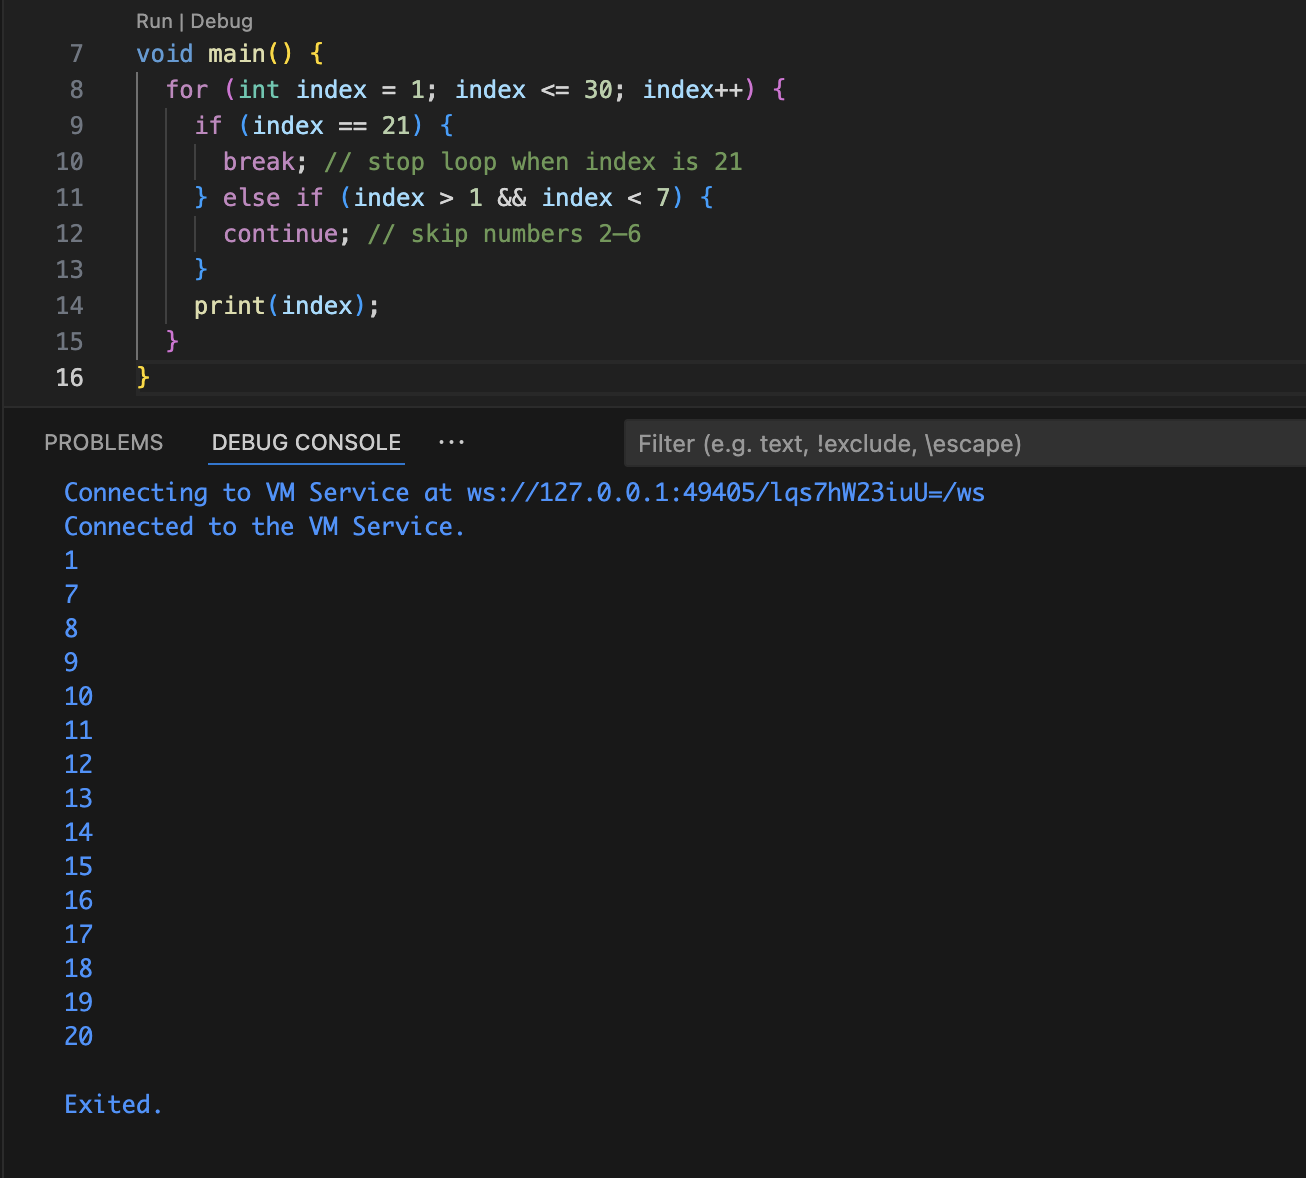 Run | Debug
7 void main() {
8 for (int index = 1; index <= 30; index++) {
9 if (index == 21) {
10 break; // stop loop when index is 21
11 } else if (index > 1 && index < 7) {
12 continue; // skip numbers 2–6
13 }
14 print(index);
15 }
16 }
PROBLEMS DEBUG CONSOLE ··· Filter (e.g. text, !exclude, \escape)
Connecting to VM Service at ws://127.0.0.1:49405/lqs7hW23iuU=/ws
Connected to the VM Service.
1
7
8
9
10
11
12
13
14
15
16
17
18
19
20
Exited.